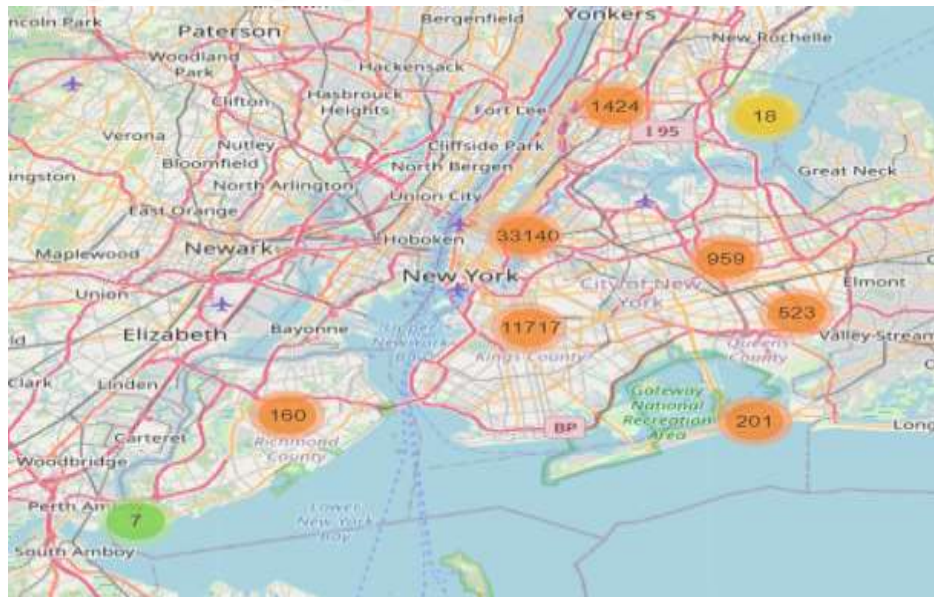 Bergenfield
Yonkers
ncoln Park
Paterson
New Rochelle
Woodland
Park
Hackensack
Hasbrouck
Heights
Clifton
Fort Lee
1424
18
I 95
Verona
Nutley
Cliffside Park
Bloomfield
North Bergen
Great Neck
ingston
North Arlington
Union City
East Orange
33140
Hoboken
Newark
Maplewood
959
New York
City of New
York
Elmont
Union
523
11717
Elizabeth
Bayonne
Kings County
Queens
County
Valley Stream
Clark
Linden
Gateway
National
Recreation
Area
160
201
Long
BP
Carteret
Richmond
County
Woodbridge
Perth Am
7
Lower
New York
Bay
South Amboy